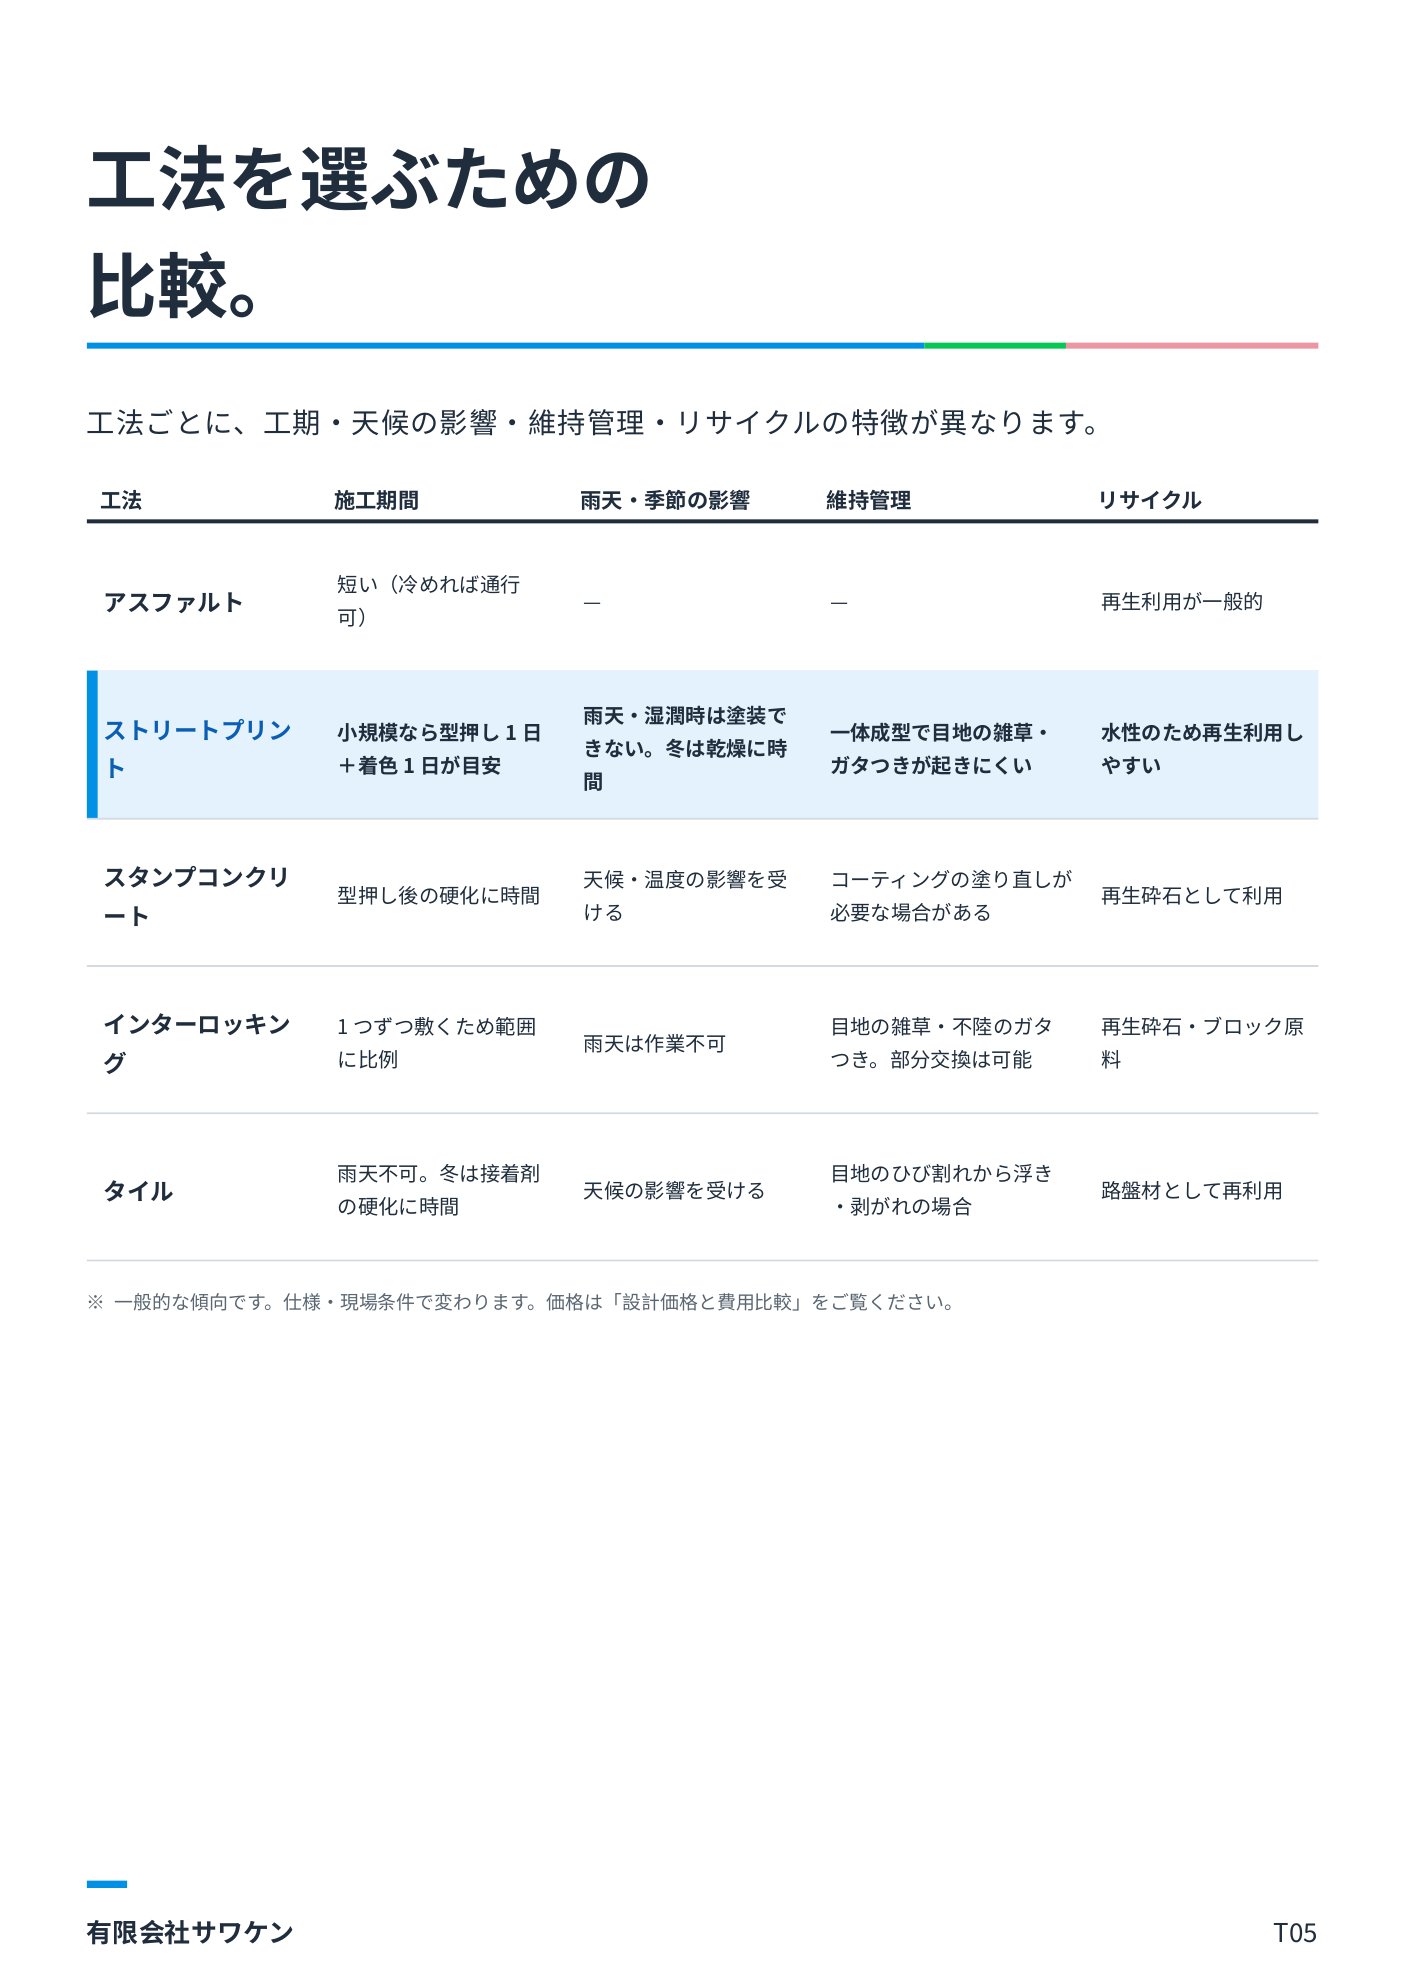 工法を選ぶための
比較。
工法ごとに、工期・天候の影響・維持管理・リサイクルの特徴が異なります。
工法 施工期間 雨天・季節の影響 維持管理 リサイクル
アスファルト
短い（冷めれば通行
可）
—
—
再生利用が一般的
ストリートプリン
ト
小規模なら型押し 1 日
＋着色 1 日が目安
雨天・湿潤時は塗装で
きない。冬は乾燥に時
間
一体成型で目地の雑草・
ガタつきが起きにくい
水性のため再生利用し
やすい
スタンプコンクリ
ート
型押し後の硬化に時間
天候・温度の影響を受
ける
コーティングの塗り直しが
必要な場合がある
再生砕石として利用
インターロッキン
グ
1 つずつ敷くため範囲
に比例
雨天は作業不可
目地の雑草・不陸のガタ
つき。部分交換は可能
再生砕石・ブロック原
料
タイル
雨天不可。冬は接着剤
の硬化に時間
天候の影響を受ける
目地のひび割れから浮き
・剥がれの場合
路盤材として再利用
※ 一般的な傾向です。仕様・現場条件で変わります。価格は「設計価格と費用比較」をご覧ください。
有限会社サワケン
T05